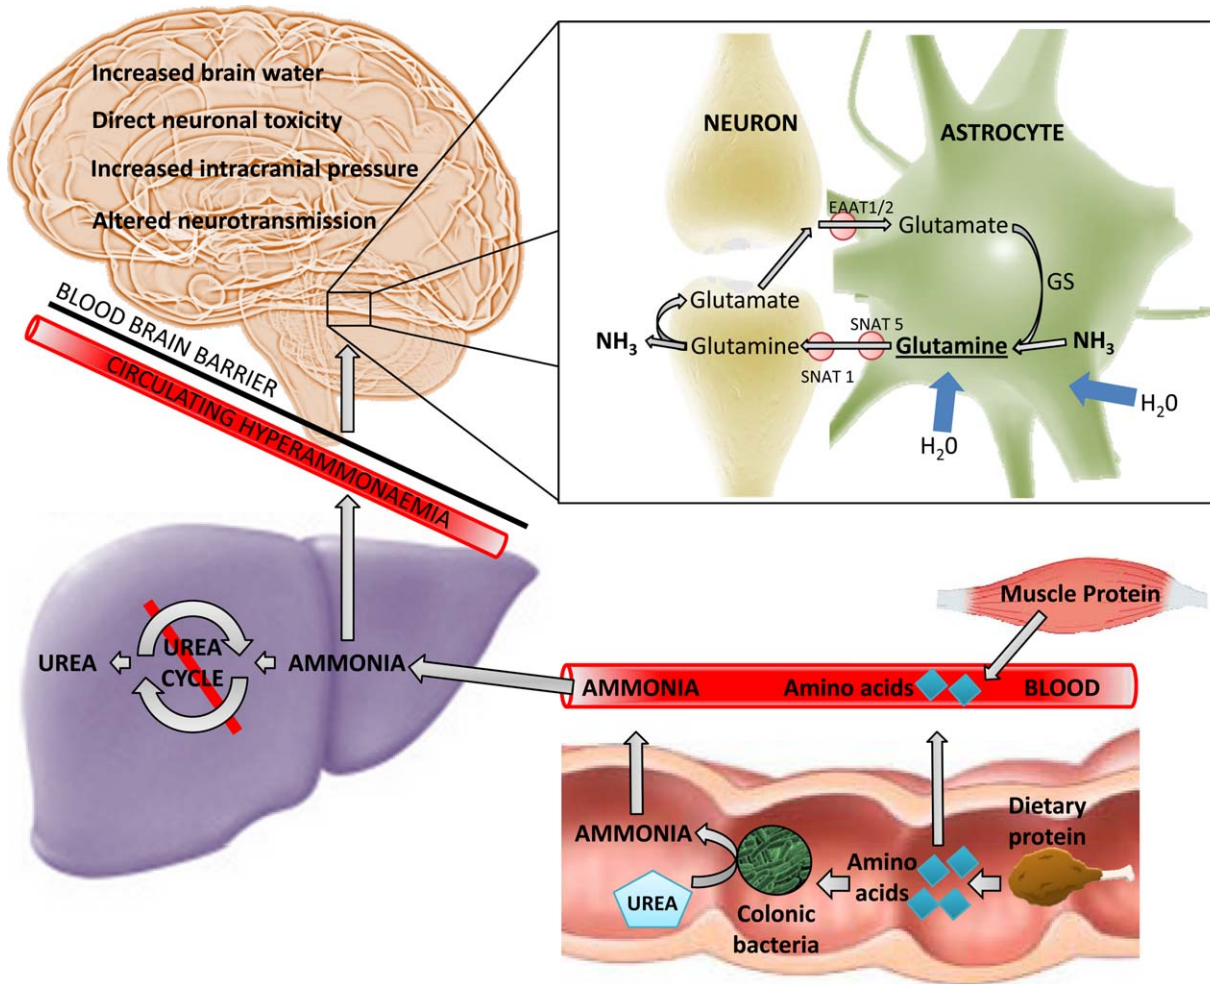 Increased brain water
Direct neuronal toxicity
Increased intracranial pressure
Altered neurotransmission
BLOOD BRAIN BARRIER
CIRCULATING HYPERAMMONAEMIA
NEURON
ASTROCYTE
EAAT1/2
Glutamate
GS
Glutamate
NH₃
Glutamine
SNAT 5
SNAT 1
Glutamine
NH₃
H₂0
H₂0
UREA
UREA
CYCLE
AMMONIA
Muscle Protein
AMMONIA
Amino acids
BLOOD
AMMONIA
UREA
Colonic
bacteria
Amino
acids
Dietary
protein